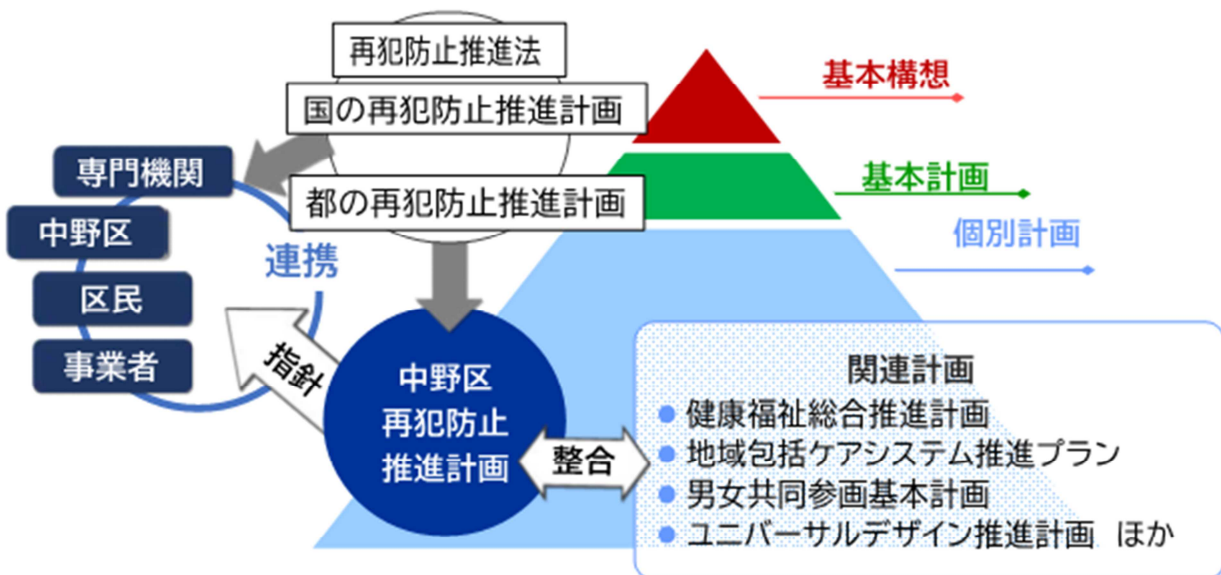 再犯防止推進法
国の再犯防止推進計画
都の再犯防止推進計画
専門機関
中野区
区民
事業者
連携
指針
中野区
再犯防止
推進計画
整合
基本構想
基本計画
個別計画
関連計画
● 健康福祉総合推進計画
● 地域包括ケアシステム推進プラン
● 男女共同参画基本計画
● ユニバーサルデザイン推進計画 ほか